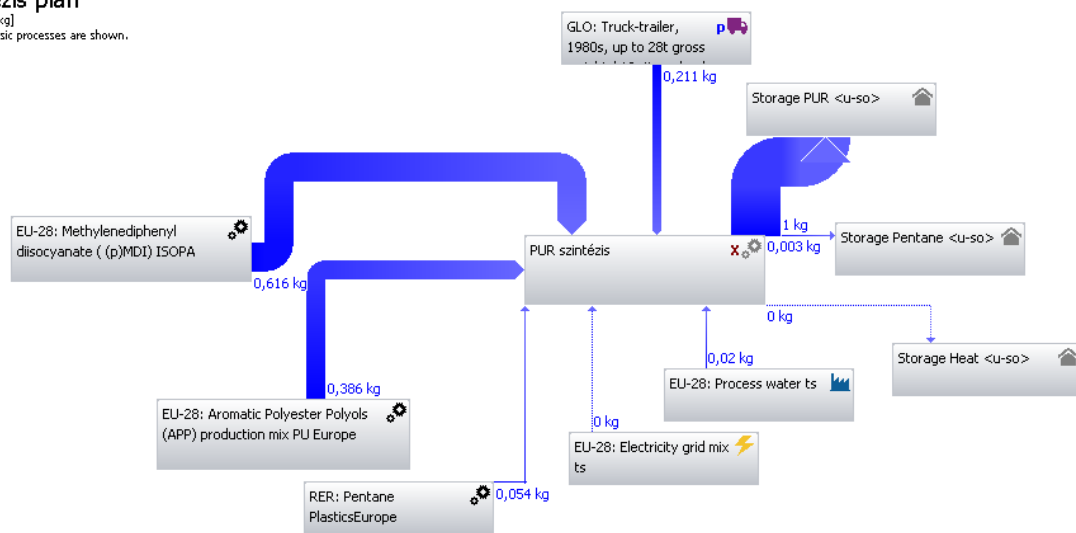 plan
kg]
sic processes are shown.
GLO: Truck-trailer,
1980s, up to 28t gross
p
0,211 kg
Storage PUR <u-so>
EU-28: Methylenediphenyl
diisocyanate ( (p)MDI) ISOPA
0,616 kg
PUR szintézis
X
1 kg
0,003 kg
Storage Pentane <u-so>
0 kg
Storage Heat <u-so>
0,02 kg
EU-28: Process water ts
0,386 kg
EU-28: Aromatic Polyester Polyols
(APP) production mix PU Europe
0 kg
EU-28: Electricity grid mix
ts
0,054 kg
RER: Pentane
PlasticsEurope